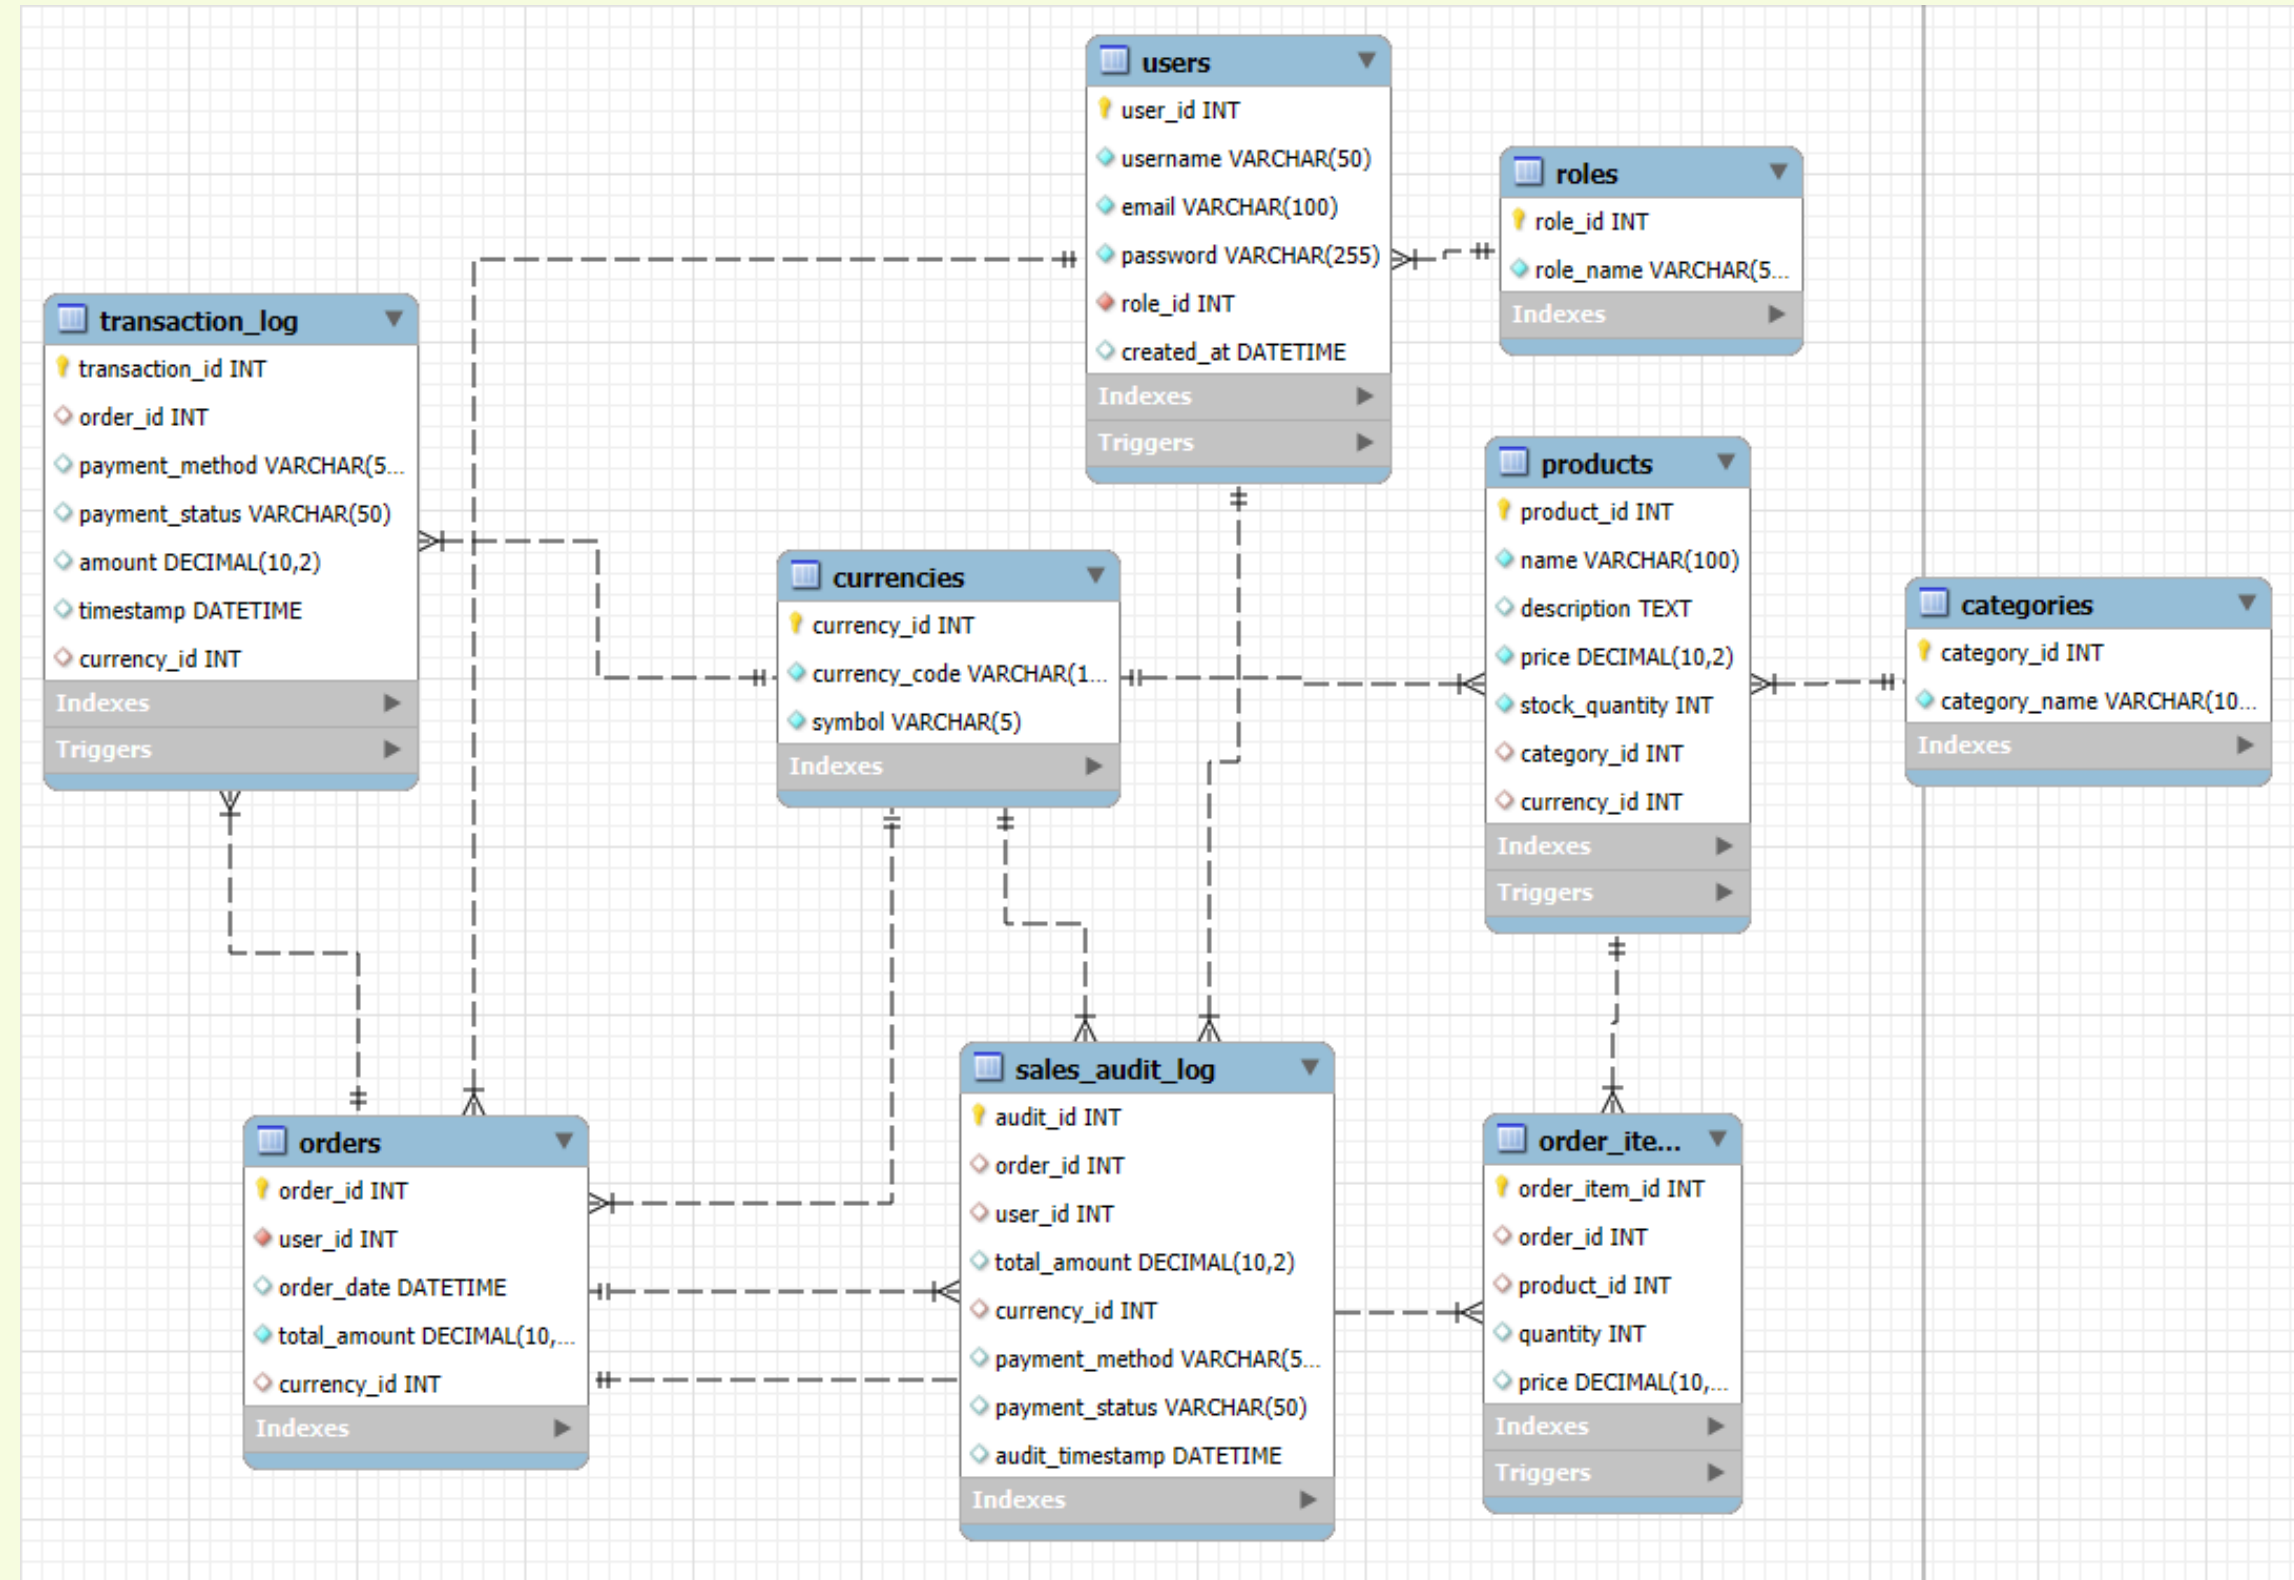 users
user_id INT
username VARCHAR(50)
email VARCHAR(100)
password VARCHAR(255)
role_id INT
created_at DATETIME
Indexes
Triggers
roles
role_id INT
role_name VARCHAR(5...
Indexes
transaction_log
transaction_id INT
order_id INT
payment_method VARCHAR(5...
payment_status VARCHAR(50)
amount DECIMAL(10,2)
timestamp DATETIME
currency_id INT
Indexes
Triggers
currencies
currency_id INT
currency_code VARCHAR(1...
symbol VARCHAR(5)
Indexes
products
product_id INT
name VARCHAR(100)
description TEXT
price DECIMAL(10,2)
stock_quantity INT
category_id INT
currency_id INT
Indexes
Triggers
categories
category_id INT
category_name VARCHAR(10...
Indexes
orders
order_id INT
user_id INT
order_date DATETIME
total_amount DECIMAL(10,...
currency_id INT
Indexes
sales_audit_log
audit_id INT
order_id INT
user_id INT
total_amount DECIMAL(10,2)
currency_id INT
payment_method VARCHAR(5...
payment_status VARCHAR(50)
audit_timestamp DATETIME
Indexes
order_ite...
order_item_id INT
order_id INT
product_id INT
quantity INT
price DECIMAL(10,...
Indexes
Triggers